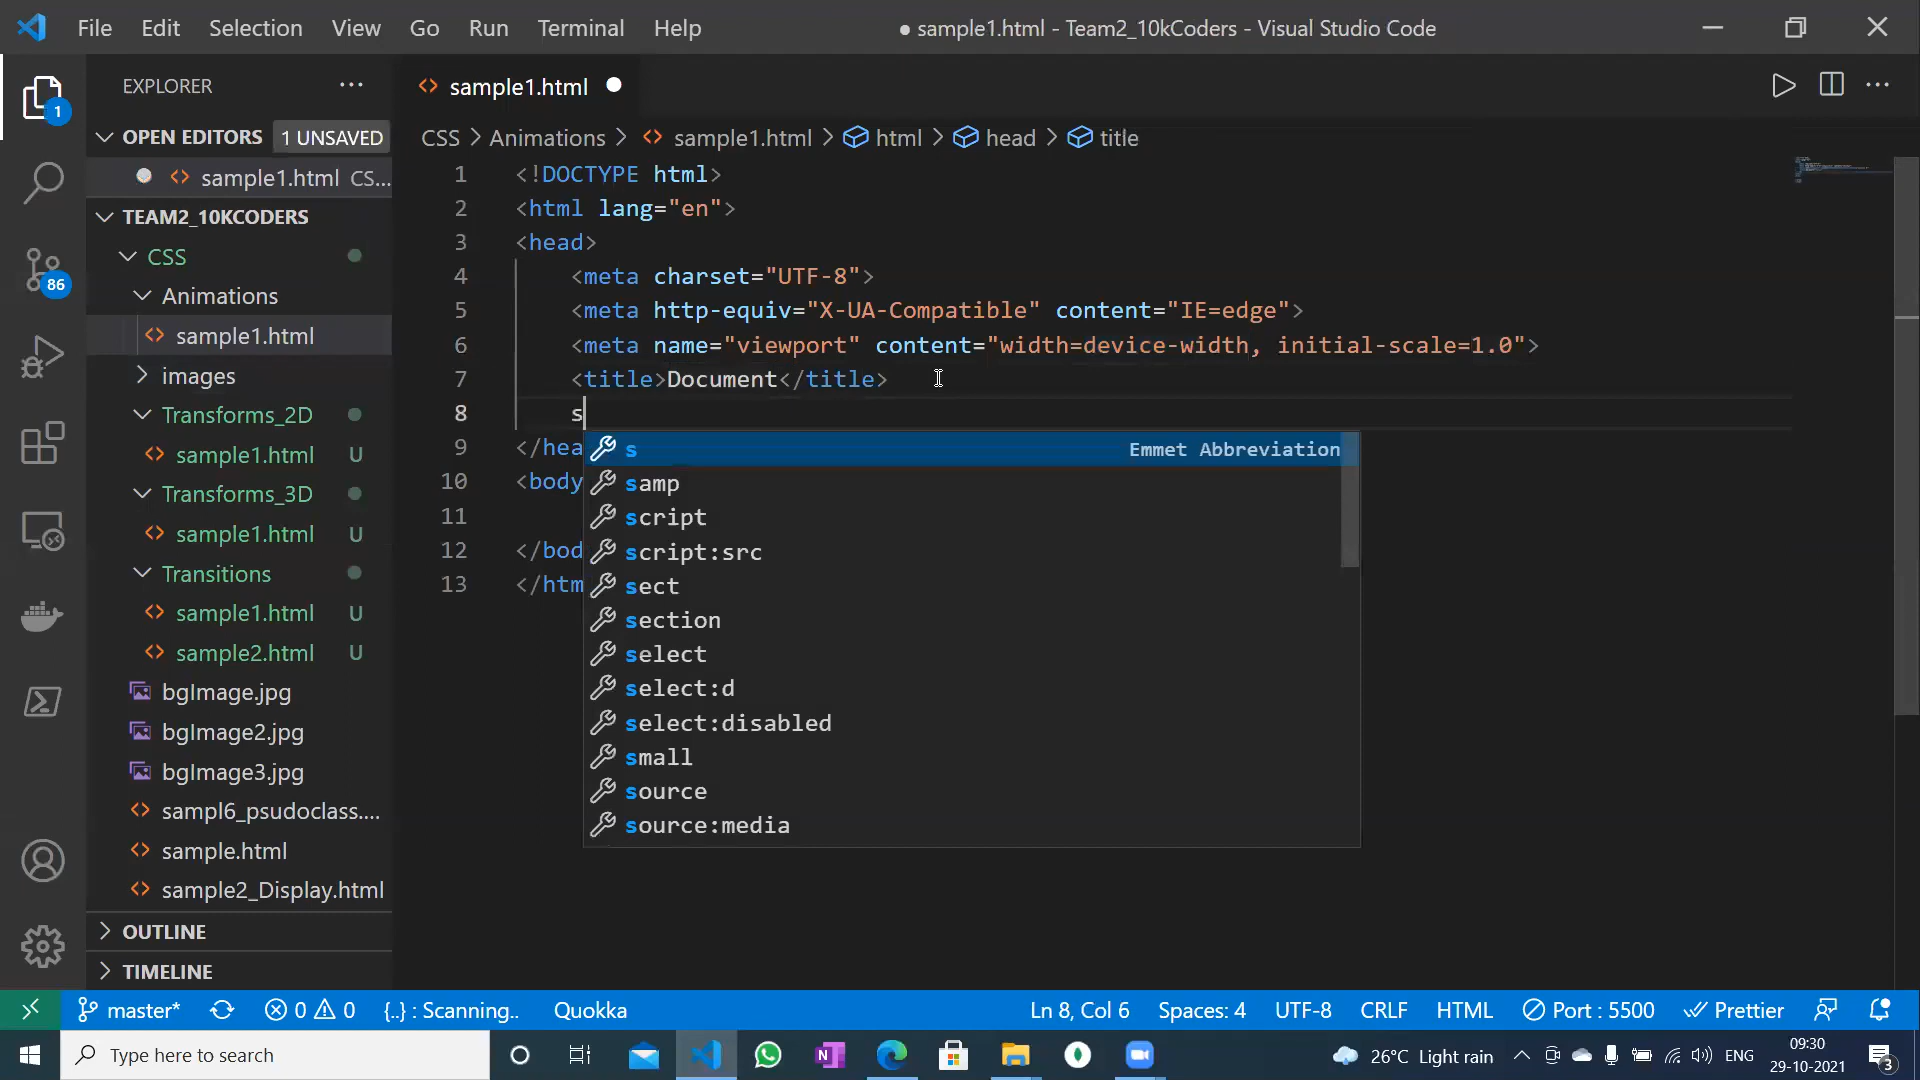 File Edit Selection View Go Run Terminal Help
● sample1.html - Team2_10kCoders - Visual Studio Code
EXPLORER
sample1.html
1
OPEN EDITORS 1 UNSAVED
sample1.html CS...
TEAM2_10KCODERS
CSS
Animations
sample1.html
images
Transforms_2D
sample1.html U
Transforms_3D
sample1.html U
Transitions
sample1.html U
sample2.html U
bgImage.jpg
bgImage2.jpg
bgImage3.jpg
sampl6_psudoclass....
sample.html
sample2_Display.html
OUTLINE
TIMELINE
86
CSS > Animations > sample1.html > html > head > title
1 <!DOCTYPE html>
2 <html lang="en">
3 <head>
4 <meta charset="UTF-8">
5 <meta http-equiv="X-UA-Compatible" content="IE=edge">
6 <meta name="viewport" content="width=device-width, initial-scale=1.0">
7 <title>Document</title>
8 s
9 </hea
10 <body
11
12 </bod
13 </htm
s Emmet Abbreviation
samp
script
script:src
sect
section
select
select:d
select:disabled
small
source
source:media
master* 0 0 {..} : Scanning.. Quokka Ln 8, Col 6 Spaces: 4 UTF-8 CRLF HTML Port : 5500 Prettier
Type here to search
26°C Light rain ENG
09:30
29-10-2021
3